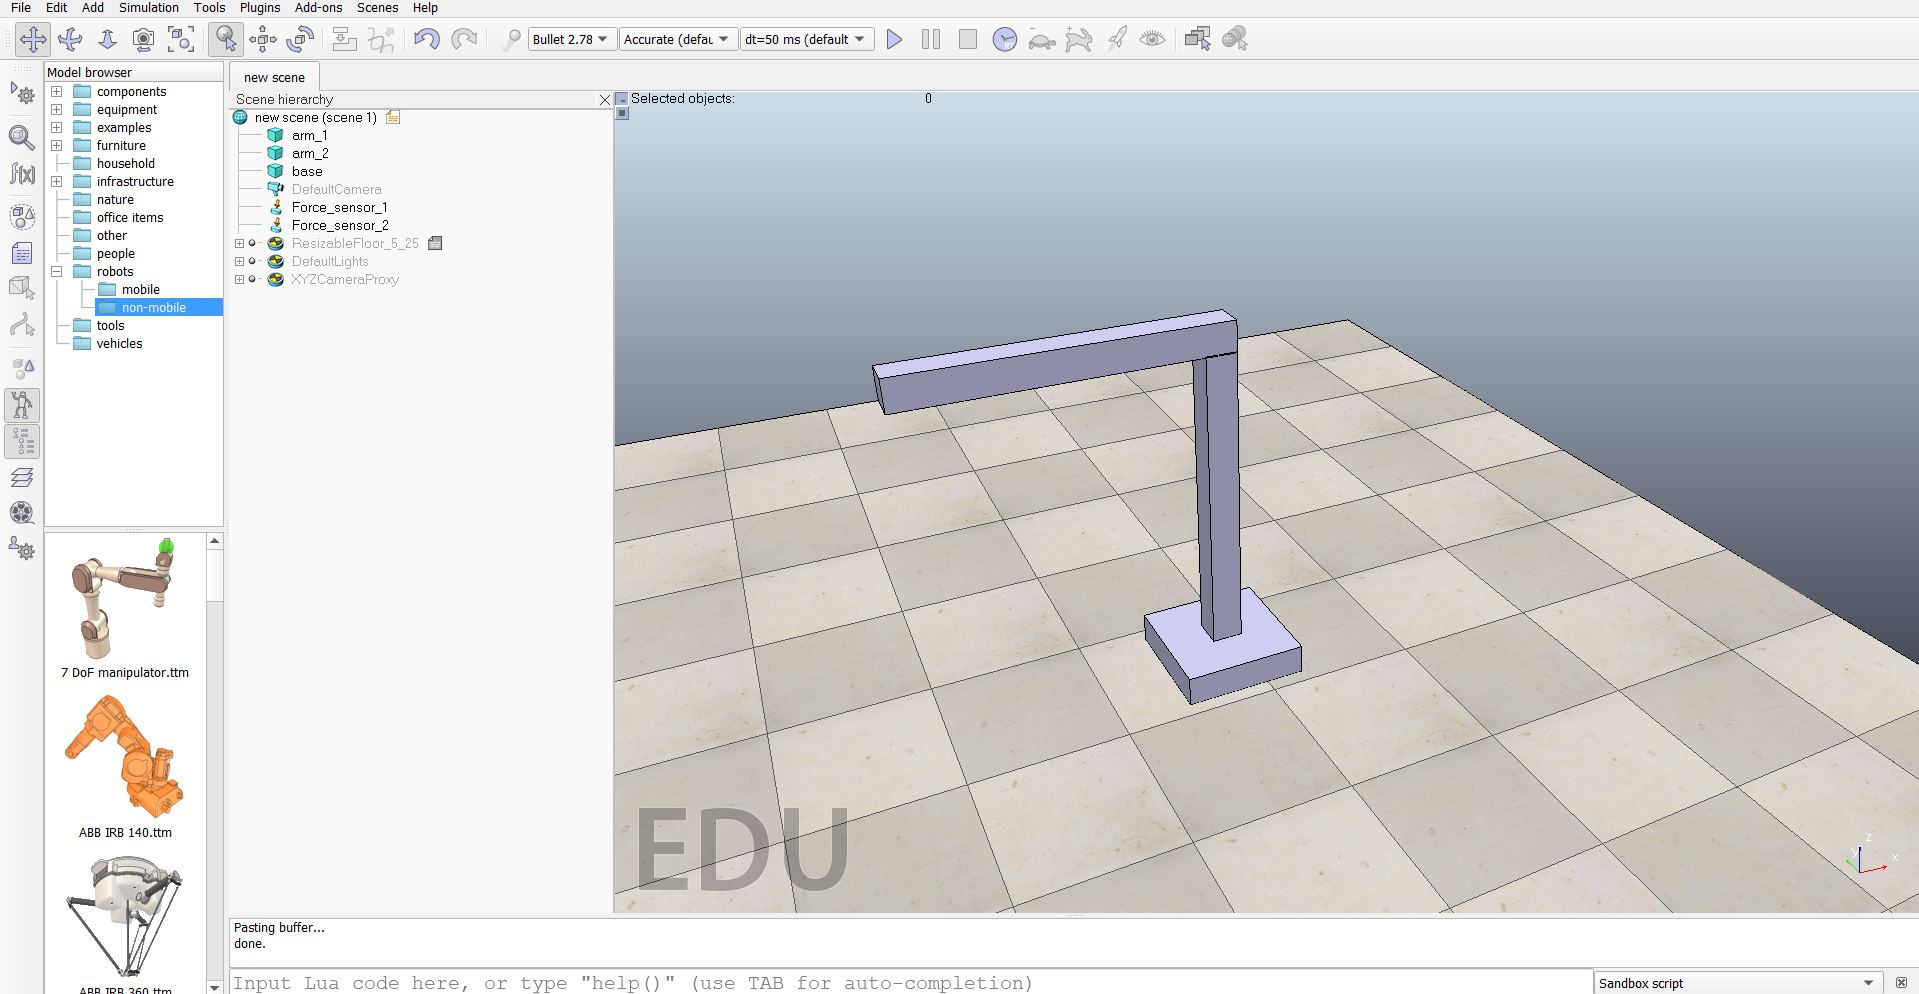 File Edit Add Simulation Tools Plugins Add-ons Scenes Help
Bullet 2.78 Accurate (defau dt=50 ms (default
Model browser
components
equipment
examples
furniture
household
infrastructure
nature
office items
other
people
robots
mobile
non-mobile
tools
vehicles
7 DoF manipulator.ttm
ABB IRB 140.ttm
ABB IRB 360.ttm
new scene
Scene hierarchy
new scene (scene 1)
arm_1
arm_2
base
DefaultCamera
Force_sensor_1
Force_sensor_2
ResizableFloor_5_25
DefaultLights
XYZCameraProxy
Selected objects: 0
EDU
z
y
x
Pasting buffer...
done.
Input Lua code here, or type "help()" (use TAB for auto-completion)
Sandbox script